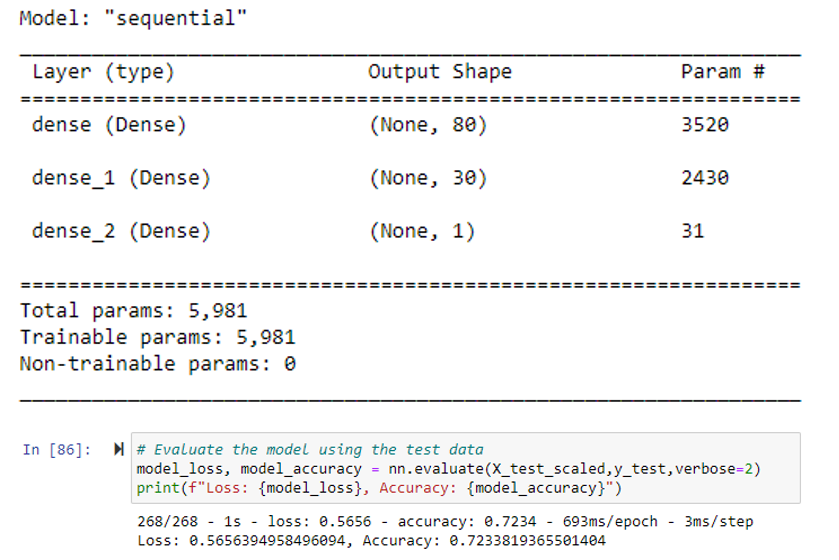 Model: "sequential"
Layer (type) Output Shape Param #
=================================================================
dense (Dense) (None, 80) 3520
dense_1 (Dense) (None, 30) 2430
dense_2 (Dense) (None, 1) 31
=================================================================
Total params: 5,981
Trainable params: 5,981
Non-trainable params: 0
In [86]: # Evaluate the model using the test data
model_loss, model_accuracy = nn.evaluate(X_test_scaled,y_test,verbose=2)
print(f"Loss: {model_loss}, Accuracy: {model_accuracy}")
268/268 - 1s - loss: 0.5656 - accuracy: 0.7234 - 693ms/epoch - 3ms/step
Loss: 0.5656394958496094, Accuracy: 0.7233819365501404